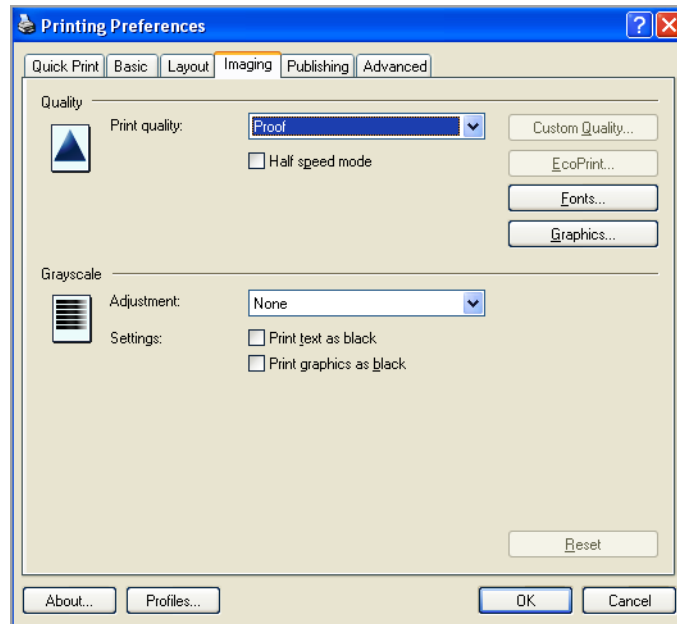 Printing Preferences
Quick Print Basic Layout Imaging Publishing Advanced
Quality
Print quality: Proof Custom Quality...
Half speed mode EcoPrint...
Fonts...
Graphics...
Grayscale
Adjustment: None
Settings: Print text as black
Print graphics as black
Reset
About... Profiles... OK Cancel